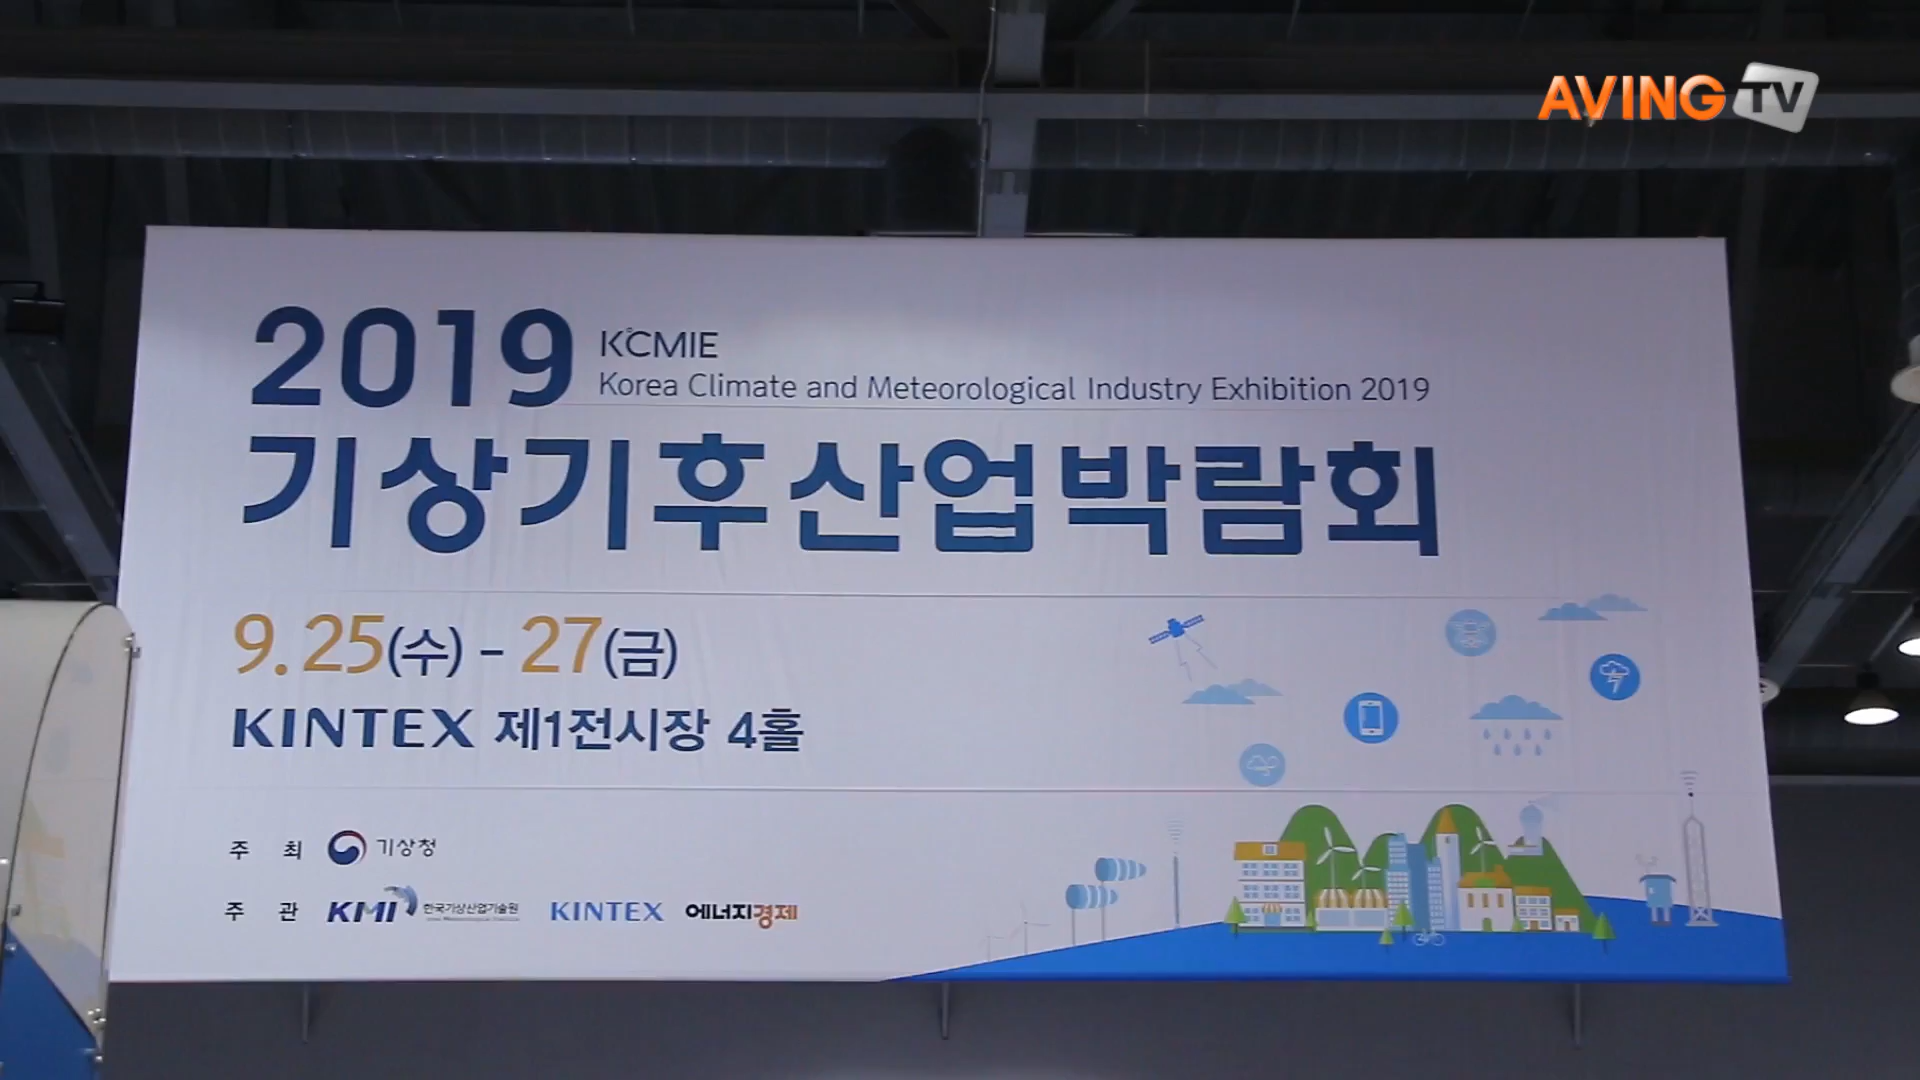 AVING TV
2019 K℃MIE
Korea Climate and Meteorological Industry Exhibition 2019
기상기후산업박람회
9. 25(수) - 27(금)
KINTEX 제1전시장 4홀
주 최 기상청
주 관 KMI 한국기상산업기술원 KINTEX 에너지경제